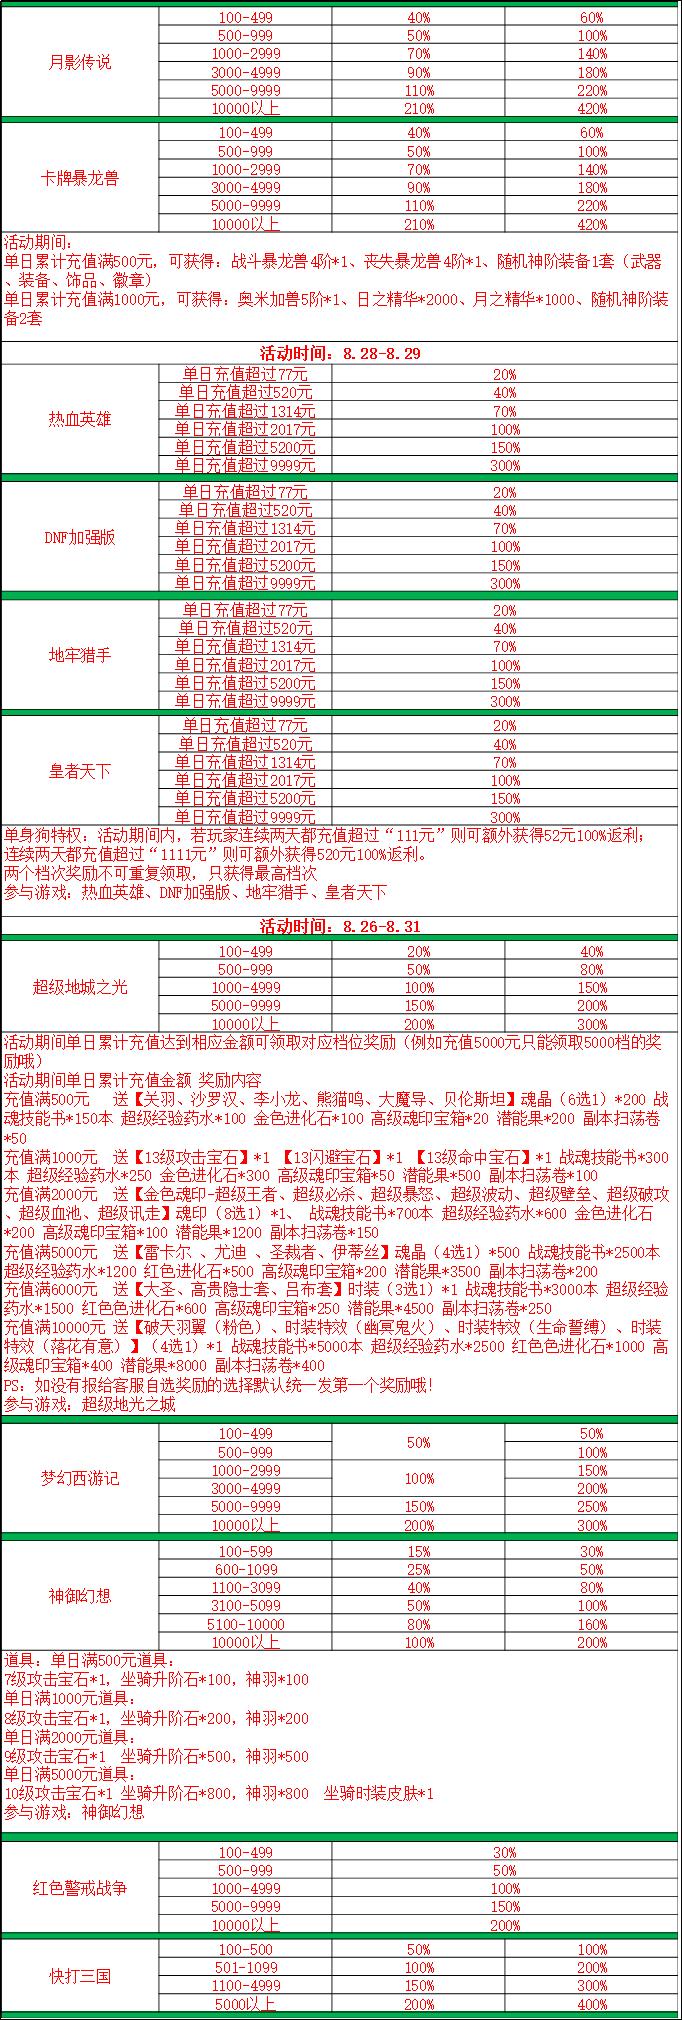 月影传说
100-499 40% 60%
500-999 50% 100%
1000-2999 70% 140%
3000-4999 90% 180%
5000-9999 110% 220%
10000以上 210% 420%
卡牌暴龙兽
100-499 40% 60%
500-999 50% 100%
1000-2999 70% 140%
3000-4999 90% 180%
5000-9999 110% 220%
10000以上 210% 420%
活动期间:
单日累计充值满500元，可获得：战斗暴龙兽4阶*1、丧失暴龙兽4阶*1、随机神阶装备1套（武器
、装备、饰品、徽章）
单日累计充值满1000元，可获得：奥米加兽5阶*1、日之精华*2000、月之精华*1000、随机神阶装
备2套
活动时间：8.28-8.29
热血英雄
单日充值超过77元 20%
单日充值超过520元 40%
单日充值超过1314元 70%
单日充值超过2017元 100%
单日充值超过5200元 150%
单日充值超过9999元 300%
DNF加强版
单日充值超过77元 20%
单日充值超过520元 40%
单日充值超过1314元 70%
单日充值超过2017元 100%
单日充值超过5200元 150%
单日充值超过9999元 300%
地牢猎手
单日充值超过77元 20%
单日充值超过520元 40%
单日充值超过1314元 70%
单日充值超过2017元 100%
单日充值超过5200元 150%
单日充值超过9999元 300%
皇者天下
单日充值超过77元 20%
单日充值超过520元 40%
单日充值超过1314元 70%
单日充值超过2017元 100%
单日充值超过5200元 150%
单日充值超过9999元 300%
单身狗特权：活动期间内，若玩家连续两天都充值超过“111元”则可额外获得52元100%返利；
连续两天都充值超过“1111元”则可额外获得520元100%返利。
两个档次奖励不可重复领取，只获得最高档次
参与游戏：热血英雄、DNF加强版、地牢猎手、皇者天下
活动时间：8.26-8.31
超级地城之光
100-499 20% 40%
500-999 50% 80%
1000-4999 100% 150%
5000-9999 150% 200%
10000以上 200% 300%
活动期间单日累计充值达到相应金额可领取对应档位奖励（例如充值5000元只能领取5000档的奖
励哦）
活动期间单日累计充值金额 奖励内容
充值满500元  送【关羽、沙罗汉、李小龙、熊猫鸣、大魔导、贝伦斯坦】魂晶（6选1）*200 战
魂技能书*150本 超级经验药水*100 金色进化石*100 高级魂印宝箱*20 潜能果*200 副本扫荡卷
*50
充值满1000元  送【13级攻击宝石】*1 【13闪避宝石】*1 【13级命中宝石】*1 战魂技能书*300
本 超级经验药水*250 金色进化石*300 高级魂印宝箱*50 潜能果*500 副本扫荡卷*100
充值满2000元  送【金色魂印-超级王者、超级必杀、超级暴怒、超级波动、超级壁垒、超级破攻
、超级血池、超级讯走】魂印（8选1）*1、 战魂技能书*700本 超级经验药水*600 金色进化石
*200 高级魂印宝箱*100 潜能果*1200 副本扫荡卷*150
充值满5000元  送【雷卡尔 、尤迪 、圣裁者、伊蒂丝】魂晶（4选1）*500 战魂技能书*2500本
超级经验药水*1200 红色进化石*500 高级魂印宝箱*200 潜能果*3500 副本扫荡卷*200
充值满6000元  送【大圣、高贵隐士套、吕布套】时装（3选1）*1 战魂技能书*3000本 超级经验
药水*1500 红色色进化石*600 高级魂印宝箱*250 潜能果*4500 副本扫荡卷*250
充值满10000元 送【破天羽翼（粉色）、时装特效（幽冥鬼火）、时装特效（生命誓缚）、时装
特效（落花有意）】（4选1）*1 战魂技能书*5000本 超级经验药水*2500 红色色进化石*1000 高
级魂印宝箱*400 潜能果*8000 副本扫荡卷*400
PS：如没有报给客服自选奖励的选择默认统一发第一个奖励哦！
参与游戏：超级地光之城
梦幻西游记
100-499 50% 50%
500-999 100%
1000-2999 100% 150%
3000-4999 200%
5000-9999 150% 250%
10000以上 200% 300%
神御幻想
100-599 15% 30%
600-1099 25% 50%
1100-3099 40% 80%
3100-5099 50% 100%
5100-10000 80% 160%
10000以上 100% 200%
道具：单日满500元道具：
7级攻击宝石*1，坐骑升阶石*100，神羽*100
单日满1000元道具：
8级攻击宝石*1，坐骑升阶石*200，神羽*200
单日满2000元道具：
9级攻击宝石*1  坐骑升阶石*500，神羽*500
单日满5000元道具：
10级攻击宝石*1 坐骑升阶石*800，神羽*800  坐骑时装皮肤*1
参与游戏：神御幻想
红色警戒战争
100-499 30%
500-999 50%
1000-4999 100%
5000-9999 150%
10000以上 200%
快打三国
100-500 50% 100%
501-1099 100% 200%
1100-4999 150% 300%
5000以上 200% 400%